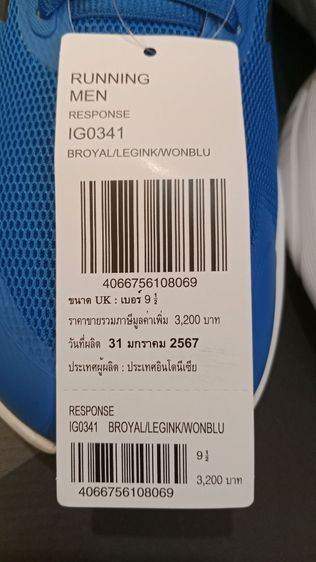 RUNNING
MEN
RESPONSE
IG0341
BROYAL/LEGINK/WONBLU
4066756108069
ขนาด UK : เบอร์ 9 ½
ราคาขายรวมภาษีมูลค่าเพิ่ม 3,200 บาท
วันที่ผลิต 31 มกราคม 2567
ประเทศผู้ผลิต : ประเทศอินโดนีเซีย
RESPONSE
IG0341 BROYAL/LEGINK/WONBLU
9 ½
4066756108069
3,200 บาท